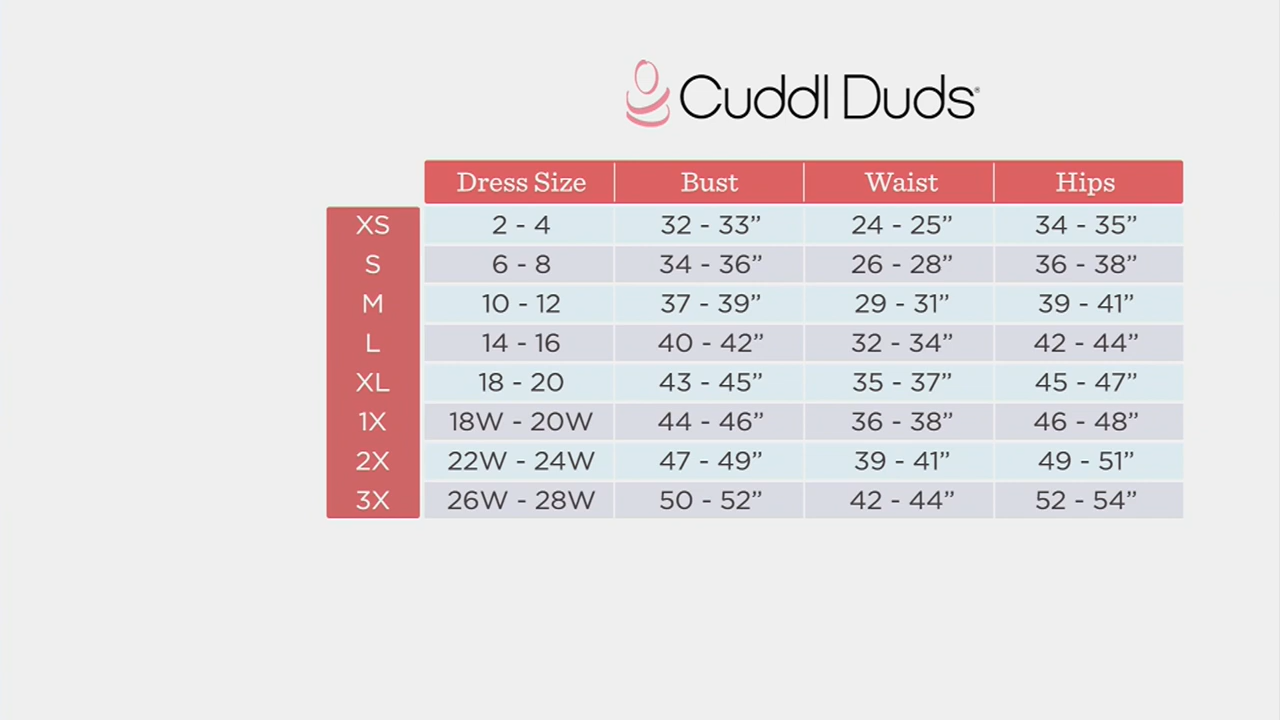 Cuddl Duds®
Dress Size Bust Waist Hips
XS 2 - 4 32 - 33” 24 - 25” 34 - 35”
S 6 - 8 34 - 36” 26 - 28” 36 - 38”
M 10 - 12 37 - 39” 29 - 31” 39 - 41”
L 14 - 16 40 - 42” 32 - 34” 42 - 44”
XL 18 - 20 43 - 45” 35 - 37” 45 - 47”
1X 18W - 20W 44 - 46” 36 - 38” 46 - 48”
2X 22W - 24W 47 - 49” 39 - 41” 49 - 51”
3X 26W - 28W 50 - 52” 42 - 44” 52 - 54”